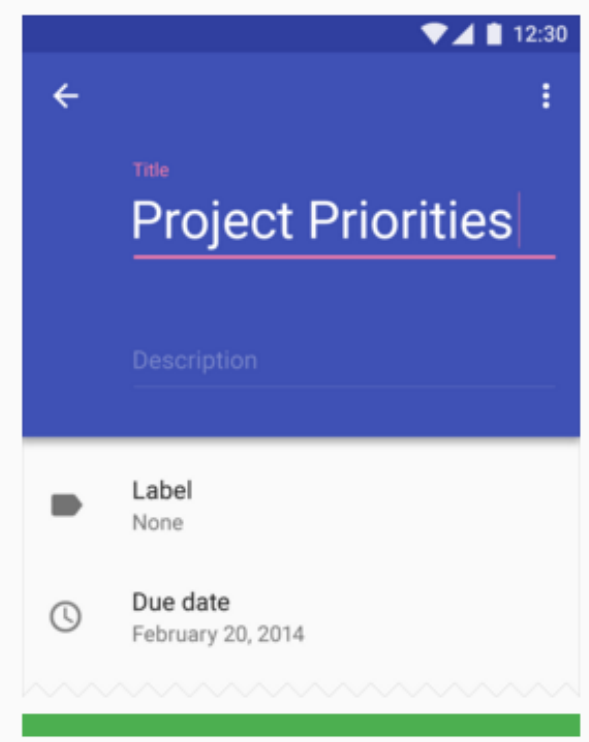 12:30
Title
Project Priorities
Description
Label
None
Due date
February 20, 2014